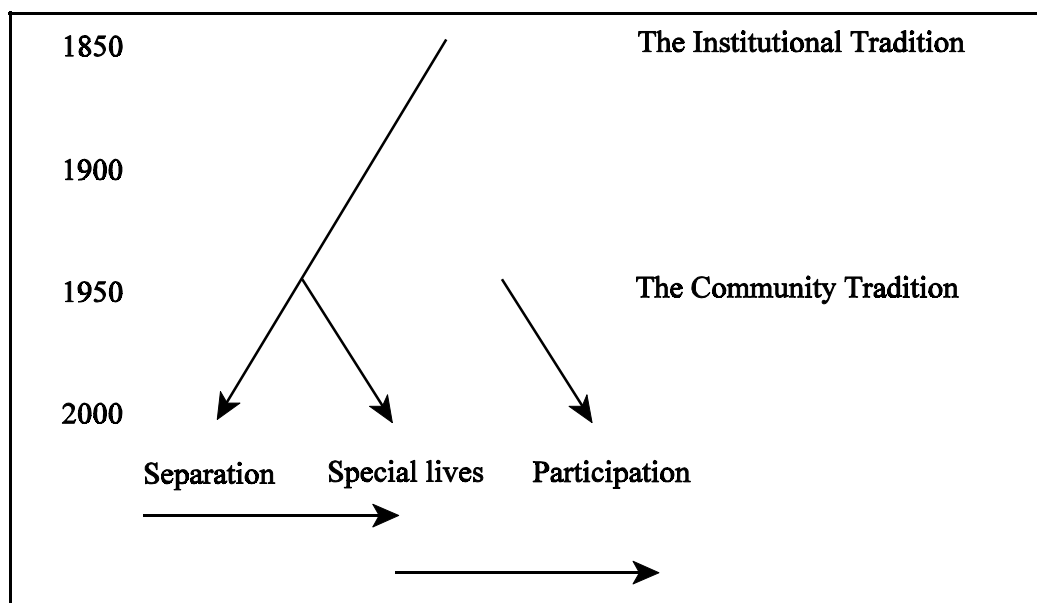 1850 The Institutional Tradition
1900
1950 The Community Tradition
2000
Separation Special lives Participation